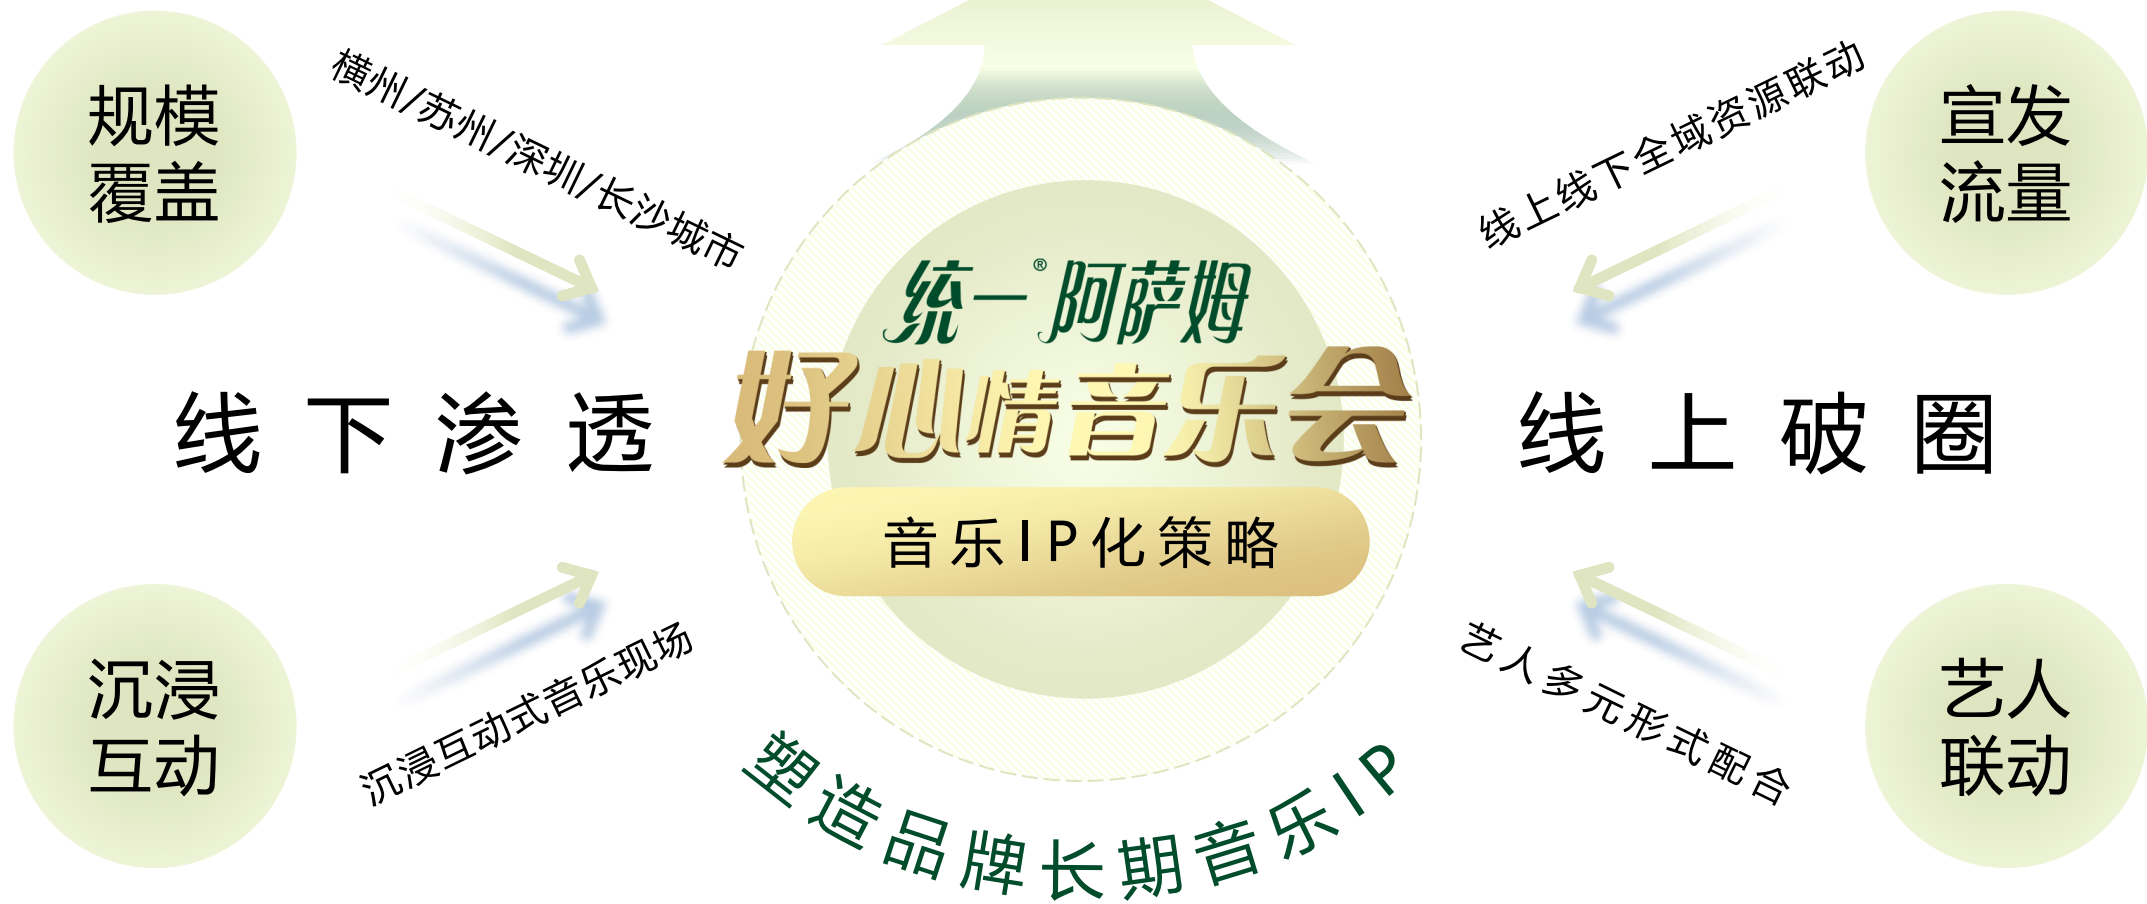 规模
覆盖
横州/苏州/深圳/长沙城市
线下渗透
沉浸
互动
沉浸互动式音乐现场
统一®阿萨姆
好心情音乐会
音乐IP化策略
塑造品牌长期音乐IP
线上线下全域资源联动
宣发
流量
线上破圈
艺人多元形式配合
艺人
联动